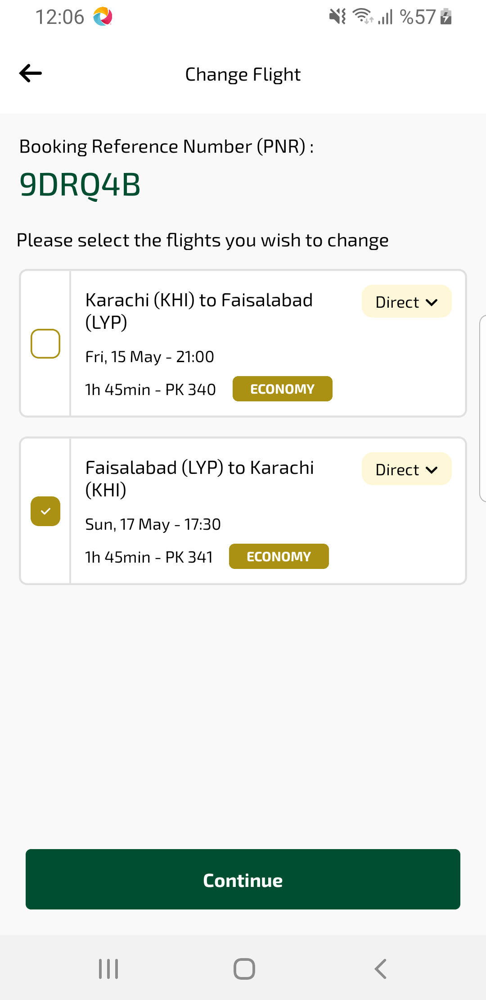 12:06
%57
Change Flight
Booking Reference Number (PNR) :
9DRQ4B
Please select the flights you wish to change
Karachi (KHI) to Faisalabad
(LYP)
Direct
Fri, 15 May - 21:00
1h 45min - PK 340
ECONOMY
Faisalabad (LYP) to Karachi
(KHI)
Direct
Sun, 17 May - 17:30
1h 45min - PK 341
ECONOMY
Continue